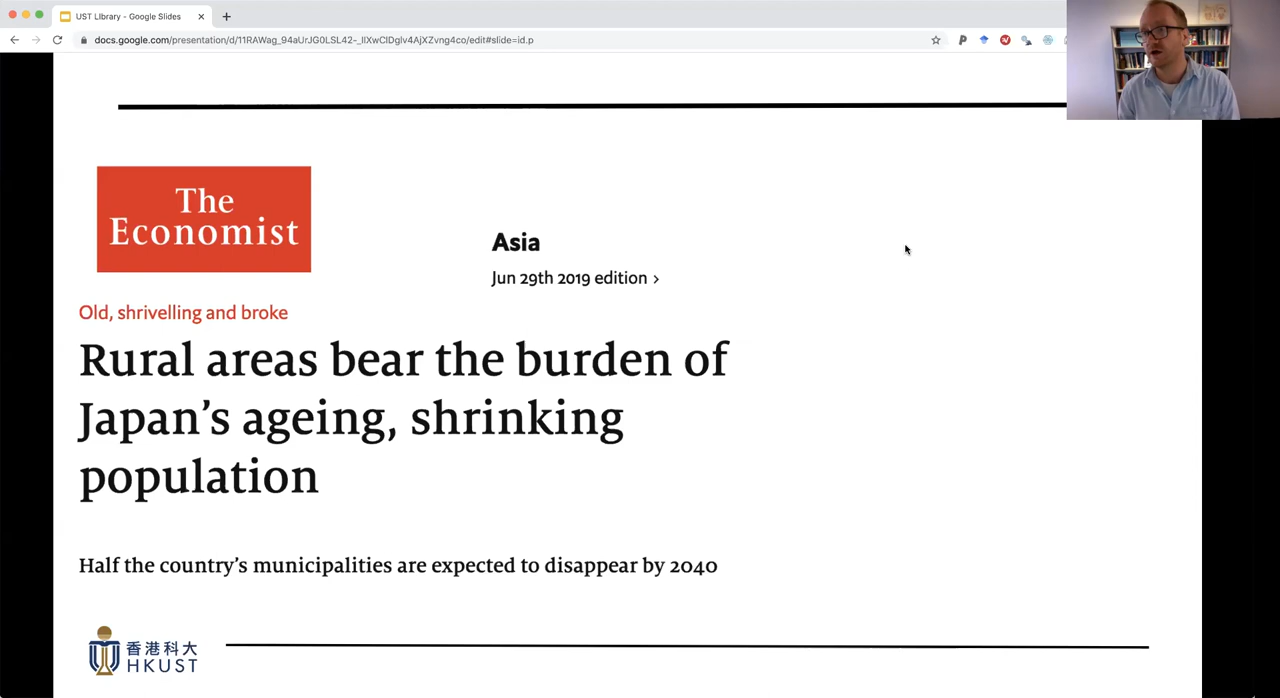 UST LIbrary - Google Slides
docs.google.com/presentation/d/11RAWag_94aUrJG0LSL42-_IIXwCIDglv4AjXZvng4co/edit#slide=id.p
The
Economist
Asia
Jun 29th 2019 edition >
Old, shrivelling and broke
Rural areas bear the burden of
Japan's ageing, shrinking
population
Half the country's municipalities are expected to disappear by 2040
香港科大
HKUST